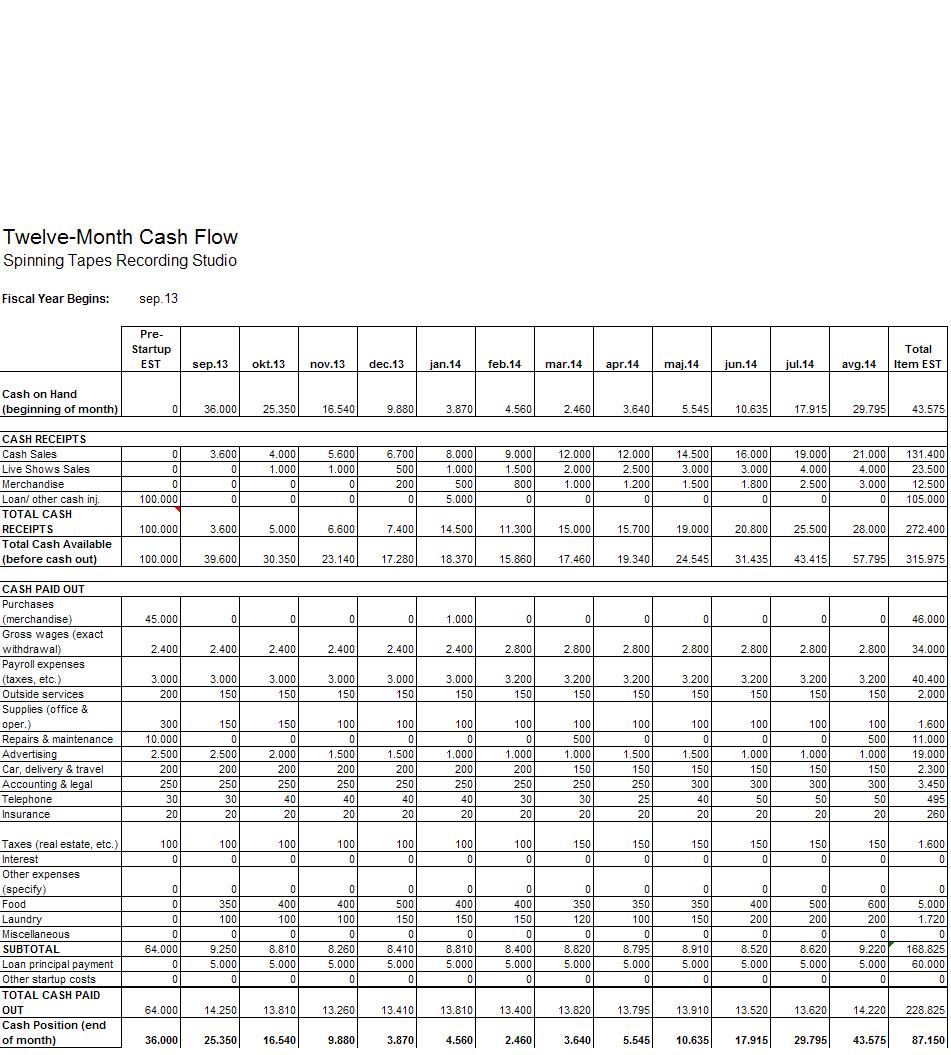 Twelve-Month Cash Flow
Spinning Tapes Recording Studio
Fiscal Year Begins: sep.13
Pre-
Startup Total
EST sep.13 okt.13 nov.13 dec.13 jan.14 feb.14 mar.14 apr.14 maj.14 jun.14 jul.14 avg.14 Item EST
Cash on Hand
(beginning of month) 0 36.000 25.350 16.540 9.880 3.870 4.560 2.460 3.640 5.545 10.635 17.915 29.795 43.575
CASH RECEIPTS
Cash Sales 0 3.600 4.000 5.600 6.700 8.000 9.000 12.000 12.000 14.500 16.000 19.000 21.000 131.400
Live Shows Sales 0 0 1.000 1.000 500 1.000 1.500 2.000 2.500 3.000 3.000 4.000 4.000 23.500
Merchandise 0 0 0 0 200 500 800 1.000 1.200 1.500 1.800 2.500 3.000 12.500
Loan/ other cash inj. 100.000 0 0 0 0 5.000 0 0 0 0 0 0 0 105.000
TOTAL CASH
RECEIPTS 100.000 3.600 5.000 6.600 7.400 14.500 11.300 15.000 15.700 19.000 20.800 25.500 28.000 272.400
Total Cash Available
(before cash out) 100.000 39.600 30.350 23.140 17.280 18.370 15.860 17.460 19.340 24.545 31.435 43.415 57.795 315.975
CASH PAID OUT
Purchases
(merchandise) 45.000 0 0 0 0 1.000 0 0 0 0 0 0 0 46.000
Gross wages (exact
withdrawal) 2.400 2.400 2.400 2.400 2.400 2.400 2.800 2.800 2.800 2.800 2.800 2.800 2.800 34.000
Payroll expenses
(taxes, etc.) 3.000 3.000 3.000 3.000 3.000 3.000 3.200 3.200 3.200 3.200 3.200 3.200 3.200 40.400
Outside services 200 150 150 150 150 150 150 150 150 150 150 150 150 2.000
Supplies (office &
oper.) 300 150 150 100 100 100 100 100 100 100 100 100 100 1.600
Repairs & maintenance 10.000 0 0 0 0 0 0 500 0 0 0 0 500 11.000
Advertising 2.500 2.500 2.000 1.500 1.500 1.000 1.000 1.000 1.500 1.500 1.000 1.000 1.000 19.000
Car, delivery & travel 200 200 200 200 200 200 200 150 150 150 150 150 150 2.300
Accounting & legal 250 250 250 250 250 250 250 250 250 300 300 300 300 3.450
Telephone 30 30 40 40 40 40 30 30 25 40 50 50 50 495
Insurance 20 20 20 20 20 20 20 20 20 20 20 20 20 260
Taxes (real estate, etc.) 100 100 100 100 100 100 100 150 150 150 150 150 150 1.600
Interest 0 0 0 0 0 0 0 0 0 0 0 0 0 0
Other expenses
(specify) 0 0 0 0 0 0 0 0 0 0 0 0 0 0
Food 0 350 400 400 500 400 400 350 350 350 400 500 600 5.000
Laundry 0 100 100 100 150 150 150 120 100 150 200 200 200 1.720
Miscellaneous 0 0 0 0 0 0 0 0 0 0 0 0 0 0
SUBTOTAL 64.000 9.250 8.810 8.260 8.410 8.810 8.400 8.820 8.795 8.910 8.520 8.620 9.220 168.825
Loan principal payment 0 5.000 5.000 5.000 5.000 5.000 5.000 5.000 5.000 5.000 5.000 5.000 5.000 60.000
Other startup costs 0 0 0 0 0 0 0 0 0 0 0 0 0 0
TOTAL CASH PAID
OUT 64.000 14.250 13.810 13.260 13.410 13.810 13.400 13.820 13.795 13.910 13.520 13.620 14.220 228.825
Cash Position (end
of month) 36.000 25.350 16.540 9.880 3.870 4.560 2.460 3.640 5.545 10.635 17.915 29.795 43.575 87.150